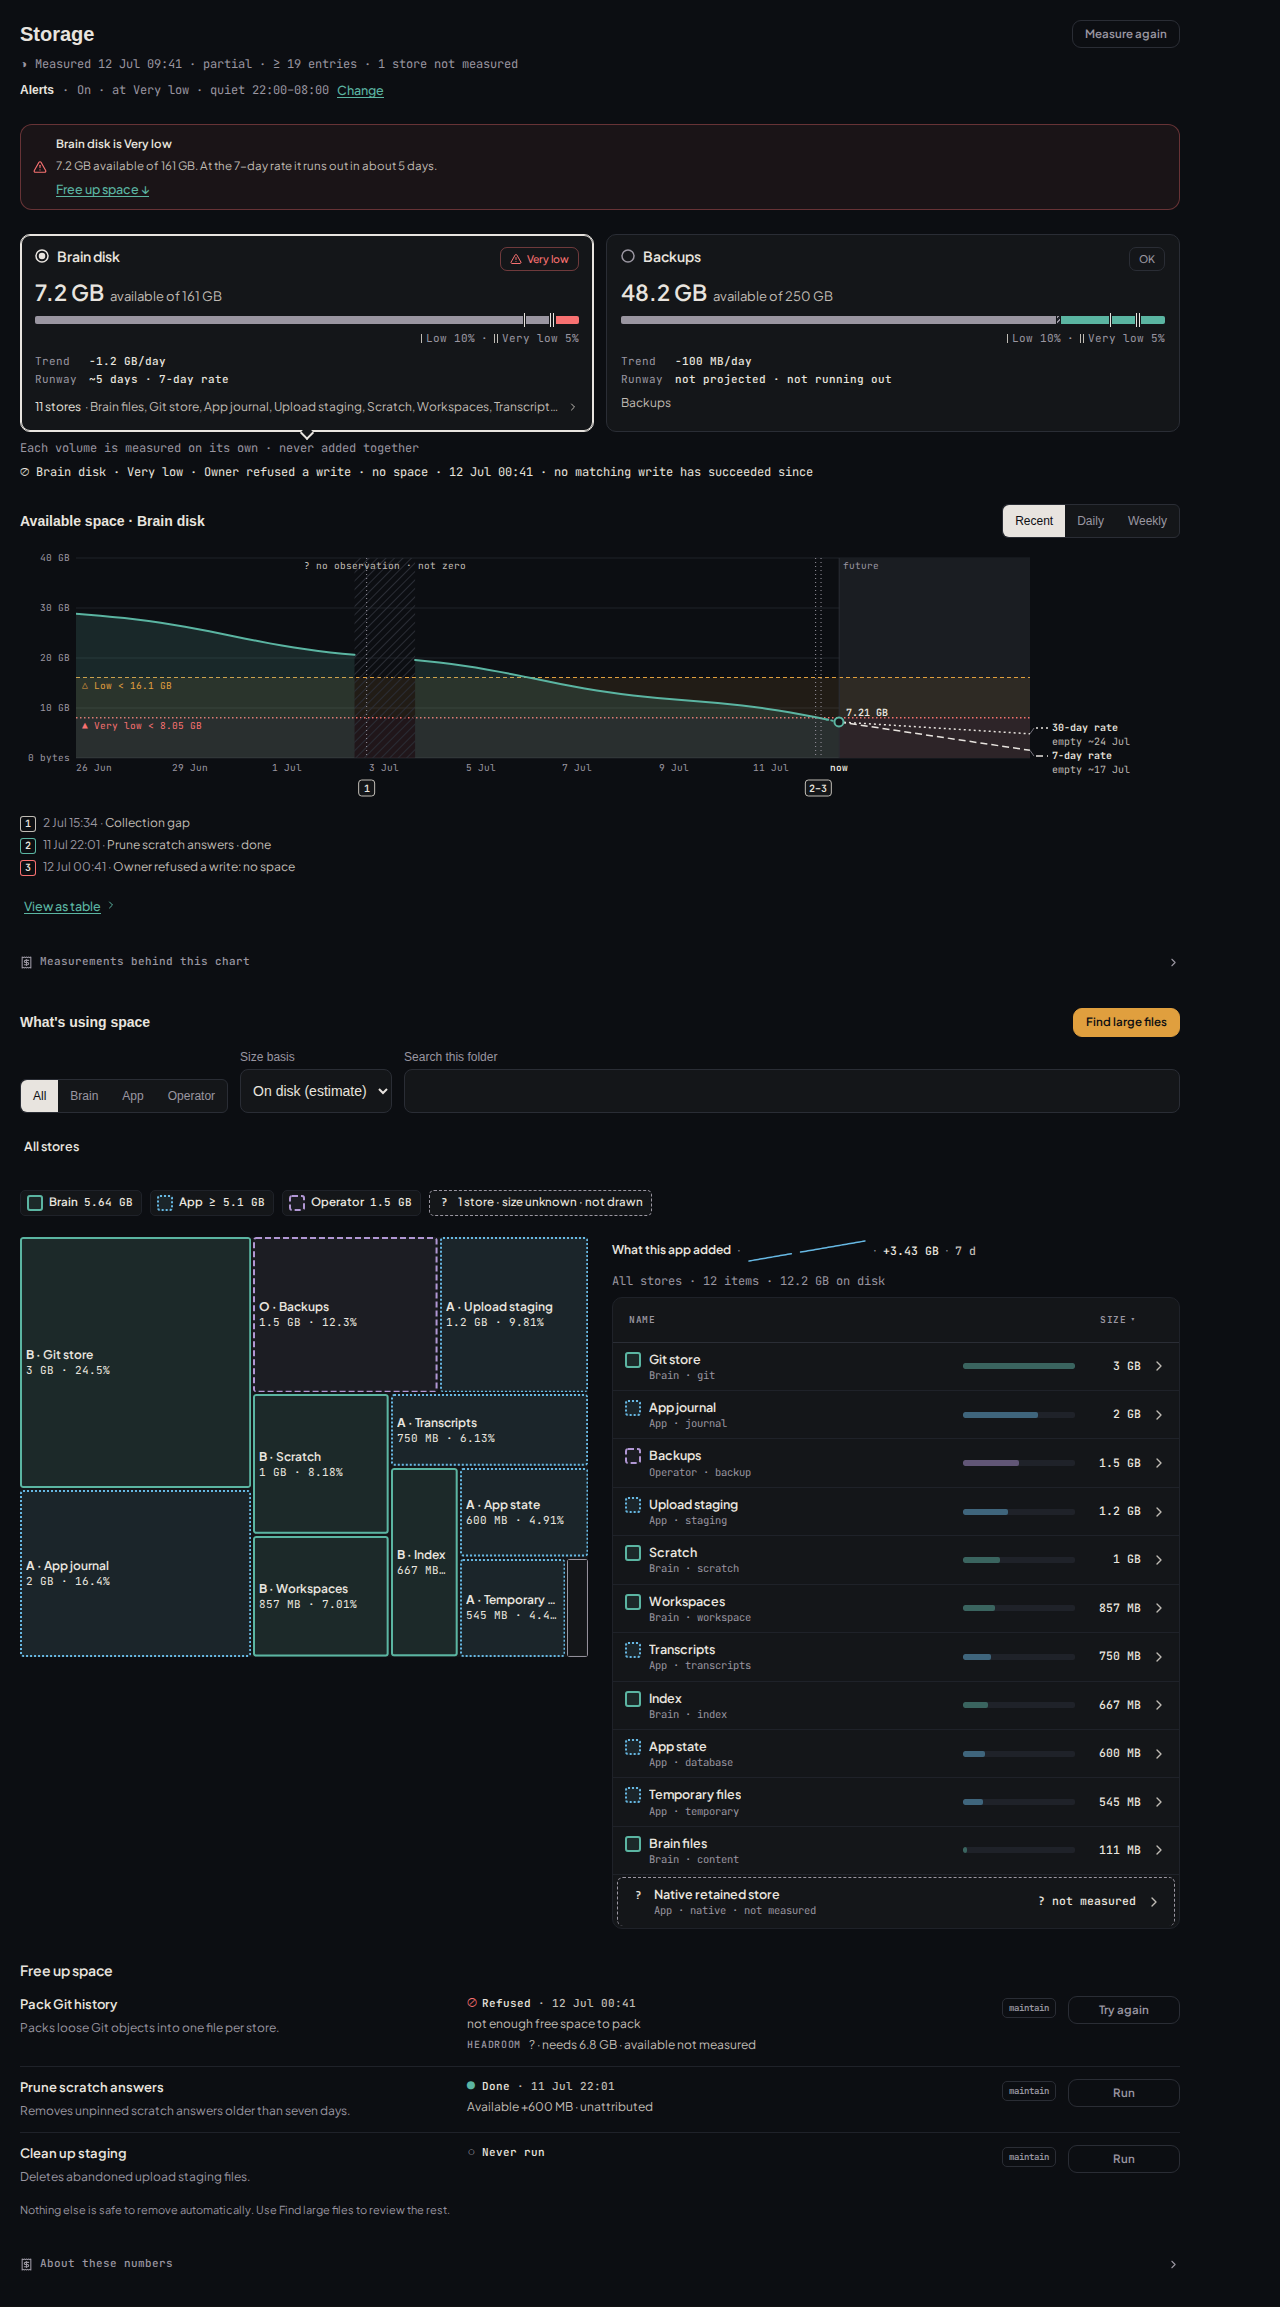 Storage
Measure again
Measured 12 Jul 09:41 · partial · ≥ 19 entries · 1 store not measured
Alerts · On · at Very low · quiet 22:00–08:00 Change
Brain disk is Very low
7.2 GB available of 161 GB. At the 7-day rate it runs out in about 5 days.
Free up space ↓
Brain disk
Very low
7.2 GB available of 161 GB
Low 10% · Very low 5%
Trend -1.2 GB/day
Runway ~5 days · 7-day rate
11 stores · Brain files, Git store, App journal, Upload staging, Scratch, Workspaces, Transcript…
Backups
OK
48.2 GB available of 250 GB
Low 10% · Very low 5%
Trend -100 MB/day
Runway not projected · not running out
Backups
Each volume is measured on its own · never added together
Brain disk · Very low · Owner refused a write · no space · 12 Jul 00:41 · no matching write has succeeded since
Available space · Brain disk
Recent Daily Weekly
40 GB
? no observation · not zero
future
30 GB
20 GB
△ Low < 16.1 GB
10 GB
7.21 GB
▲ Very low < 8.05 GB
30-day rate
empty ~24 Jul
7-day rate
empty ~17 Jul
0 bytes
26 Jun 29 Jun 1 Jul 3 Jul 5 Jul 7 Jul 9 Jul 11 Jul now
1
2–3
1 2 Jul 15:34 · Collection gap
2 11 Jul 22:01 · Prune scratch answers · done
3 12 Jul 00:41 · Owner refused a write: no space
View as table
Measurements behind this chart
What's using space
Find large files
Size basis
Search this folder
All Brain App Operator
On disk (estimate)
All stores
Brain 5.64 GB
App ≥ 5.1 GB
Operator 1.5 GB
? 1 store · size unknown · not drawn
B · Git store
3 GB · 24.5%
O · Backups
1.5 GB · 12.3%
A · Upload staging
1.2 GB · 9.81%
B · Scratch
1 GB · 8.18%
A · Transcripts
750 MB · 6.13%
A · App state
600 MB · 4.91%
B · Index
667 MB…
A · App journal
2 GB · 16.4%
B · Workspaces
857 MB · 7.01%
A · Temporary …
545 MB · 4.4…
What this app added · · +3.43 GB · 7 d
All stores · 12 items · 12.2 GB on disk
NAME SIZE
Git store
Brain · git
3 GB
App journal
App · journal
2 GB
Backups
Operator · backup
1.5 GB
Upload staging
App · staging
1.2 GB
Scratch
Brain · scratch
1 GB
Workspaces
Brain · workspace
857 MB
Transcripts
App · transcripts
750 MB
Index
Brain · index
667 MB
App state
App · database
600 MB
Temporary files
App · temporary
545 MB
Brain files
Brain · content
111 MB
? Native retained store
App · native · not measured
? not measured
Free up space
Pack Git history
Packs loose Git objects into one file per store.
Refused · 12 Jul 00:41
not enough free space to pack
HEADROOM ? · needs 6.8 GB · available not measured
maintain
Try again
Prune scratch answers
Removes unpinned scratch answers older than seven days.
Done · 11 Jul 22:01
Available +600 MB · unattributed
maintain
Run
Clean up staging
Deletes abandoned upload staging files.
Never run
maintain
Run
Nothing else is safe to remove automatically. Use Find large files to review the rest.
About these numbers